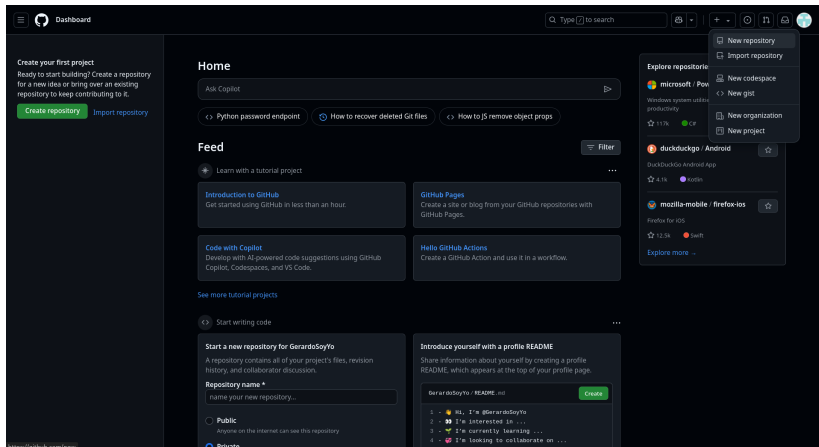 Dashboard
Type / to search
New repository
Import repository
New codespace
New gist
New organization
New project
Create your first project
Ready to start building? Create a repository
for a new idea or bring over an existing
repository to keep contributing to it.
Create repository
Import repository
Home
Ask Copilot
Python password endpoint
How to recover deleted Git files
How to JS remove object props
Feed
Filter
Learn with a tutorial project
Introduction to GitHub
Get started using GitHub in less than an hour.
GitHub Pages
Create a site or blog from your GitHub repositories with
GitHub Pages.
Code with Copilot
Develop with AI-powered code suggestions using GitHub
Copilot, Codespaces, and VS Code.
Hello GitHub Actions
Create a GitHub Action and use it in a workflow.
See more tutorial projects
Start writing code
Start a new repository for GerardoSoyYo
A repository contains all of your project's files, revision
history, and collaborator discussion.
Repository name *
name your new repository...
Public
Anyone on the internet can see this repository
Private
Introduce yourself with a profile README
Share information about yourself by creating a profile
README, which appears at the top of your profile page.
GerardoSoyYo / README.md
Create
1 - 👋 Hi, I'm @GerardoSoyYo
2 - 👀 I'm interested in ...
3 - 🌱 I'm currently learning ...
4 - 💞️ I'm looking to collaborate on ...
Explore repositorie
microsoft / Pow
Windows system utilitie
productivity
117k C#
duckduckgo / Android
DuckDuckGo Android App
4.1k Kotlin
mozilla-mobile / firefox-ios
Firefox for iOS
12.5k Swift
Explore more →
https://github.com/new